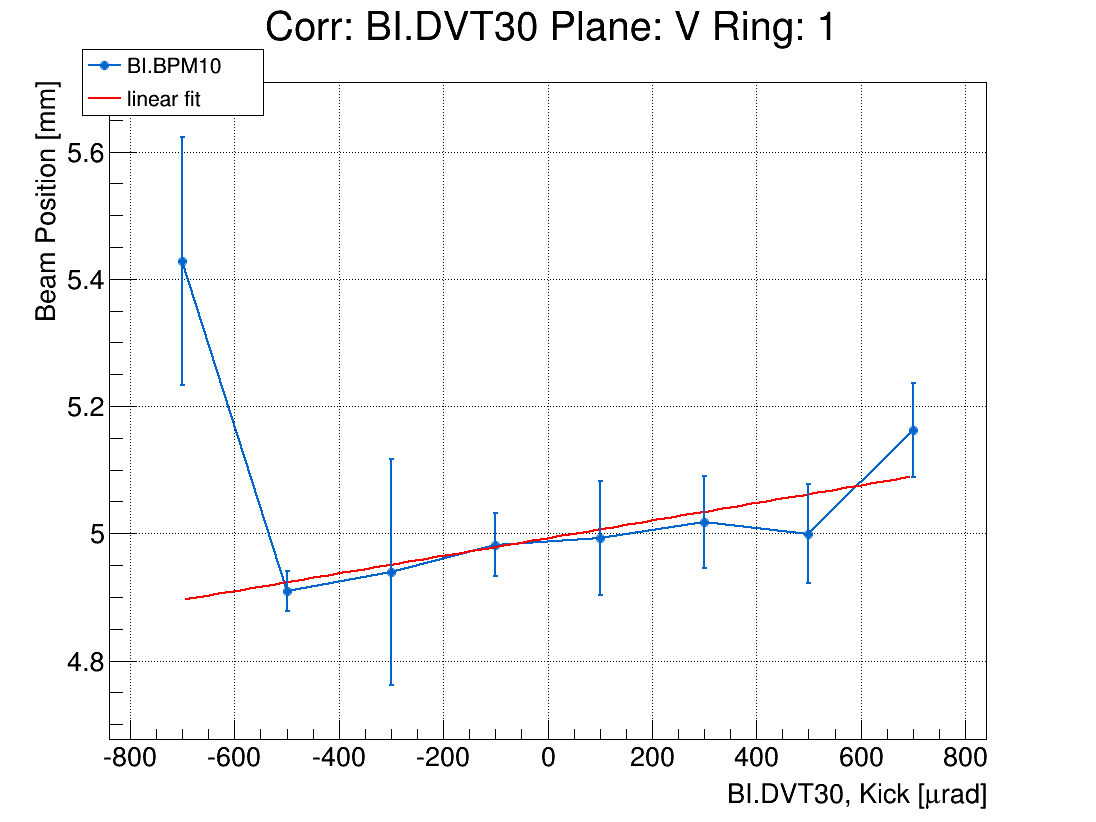 Corr: BI.DVT30 Plane: V Ring: 1
BI.BPM10
linear fit
Beam Position [mm]
5.6
5.4
5.2
5
4.8
-800 -600 -400 -200 0 200 400 600 800
BI.DVT30, Kick [μrad]